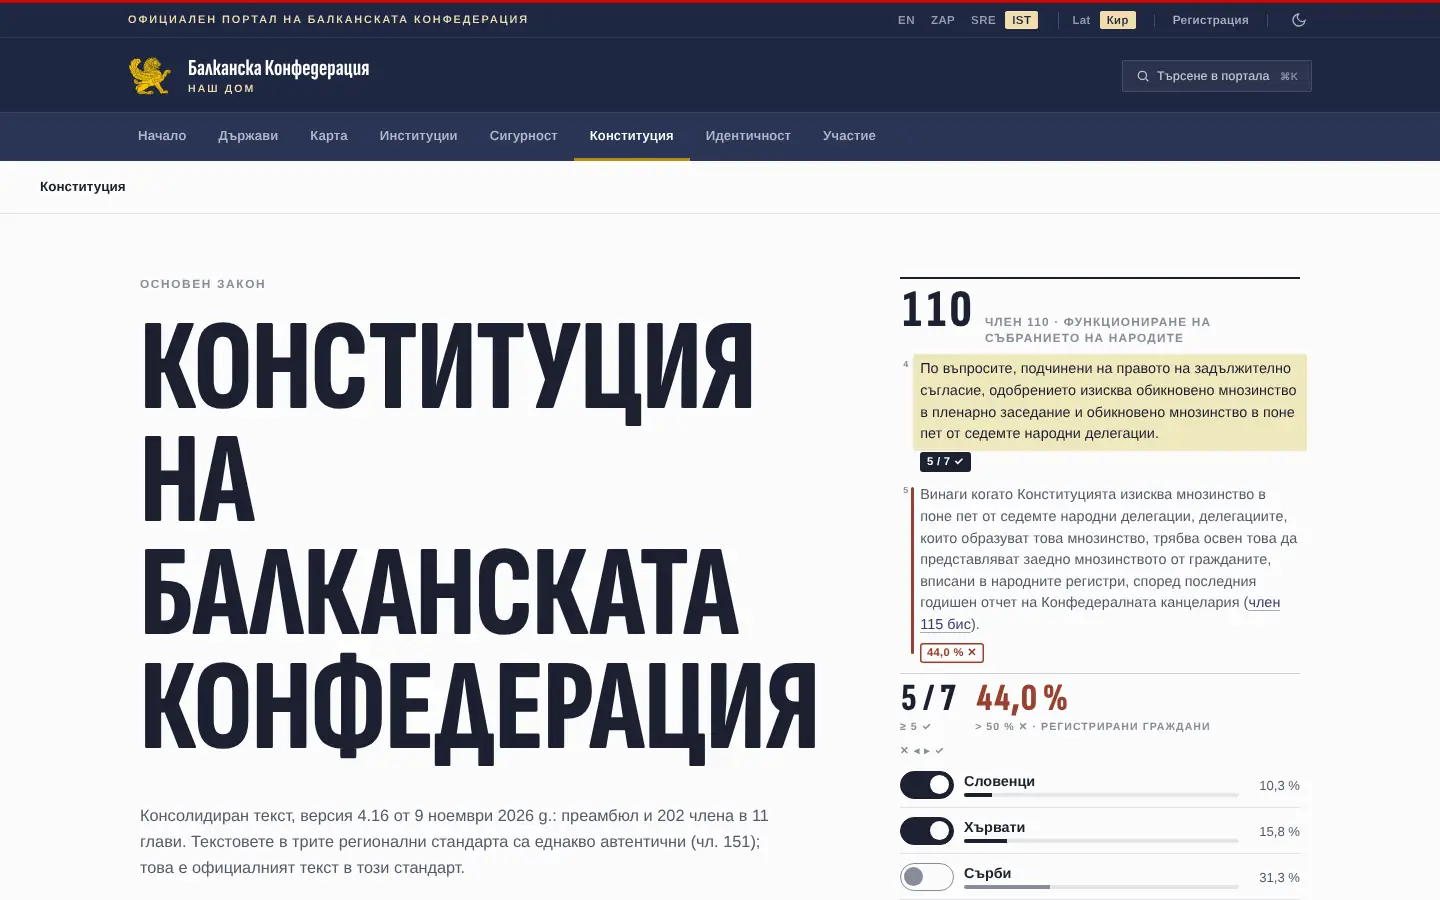 ОФИЦИАЛЕН ПОРТАЛ НА БАЛКАНСКАТА КОНФЕДЕРАЦИЯ
EN ZAP SRE IST Lat Кир Регистрация
Балканска Конфедерация
НАШ ДОМ
Търсене в портала ⌘K
Начало Държави Карта Институции Сигурност Конституция Идентичност Участие
Конституция
ОСНОВЕН ЗАКОН
КОНСТИТУЦИЯ
НА
БАЛКАНСКАТА
КОНФЕДЕРАЦИЯ
Консолидиран текст, версия 4.16 от 9 ноември 2026 g.: преамбюл и 202 члена в 11
глави. Текстовете в трите регионални стандарта са еднакво автентични (чл. 151);
това е официалният текст в този стандарт.
110
ЧЛЕН 110 · ФУНКЦИОНИРАНЕ НА
СЪБРАНИЕТО НА НАРОДИТЕ
4
По въпросите, подчинени на правото на задължително
съгласие, одобрението изисква обикновено мнозинство
в пленарно заседание и обикновено мнозинство в поне
пет от седемте народни делегации.
5 / 7 ✓
5
Винаги когато Конституцията изисква мнозинство в
поне пет от седемте народни делегации, делегациите,
които образуват това мнозинство, трябва освен това да
представляват заедно мнозинството от гражданите,
вписани в народните регистри, според последния
годишен отчет на Конфедералната канцелария (член
115 бис).
44,0 % ✕
5 / 7 44,0 %
≥ 5 ✓ > 50 % ✕ · РЕГИСТРИРАНИ ГРАЖДАНИ
✕ ◂ ▸ ✓
Словенци 10,3 %
Хървати 15,8 %
Сърби 31,3 %